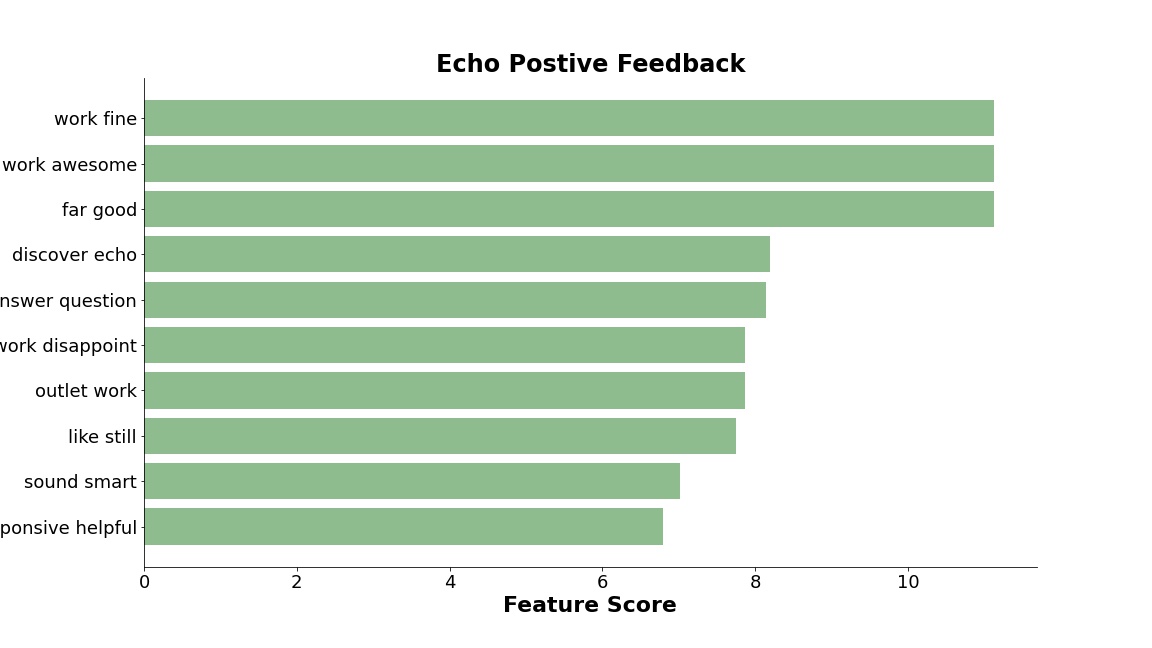 Echo Postive Feedback
work fine
work awesome
far good
discover echo
nswer question
work disappoint
outlet work
like still
sound smart
ponsive helpful
0 2 4 6 8 10
Feature Score